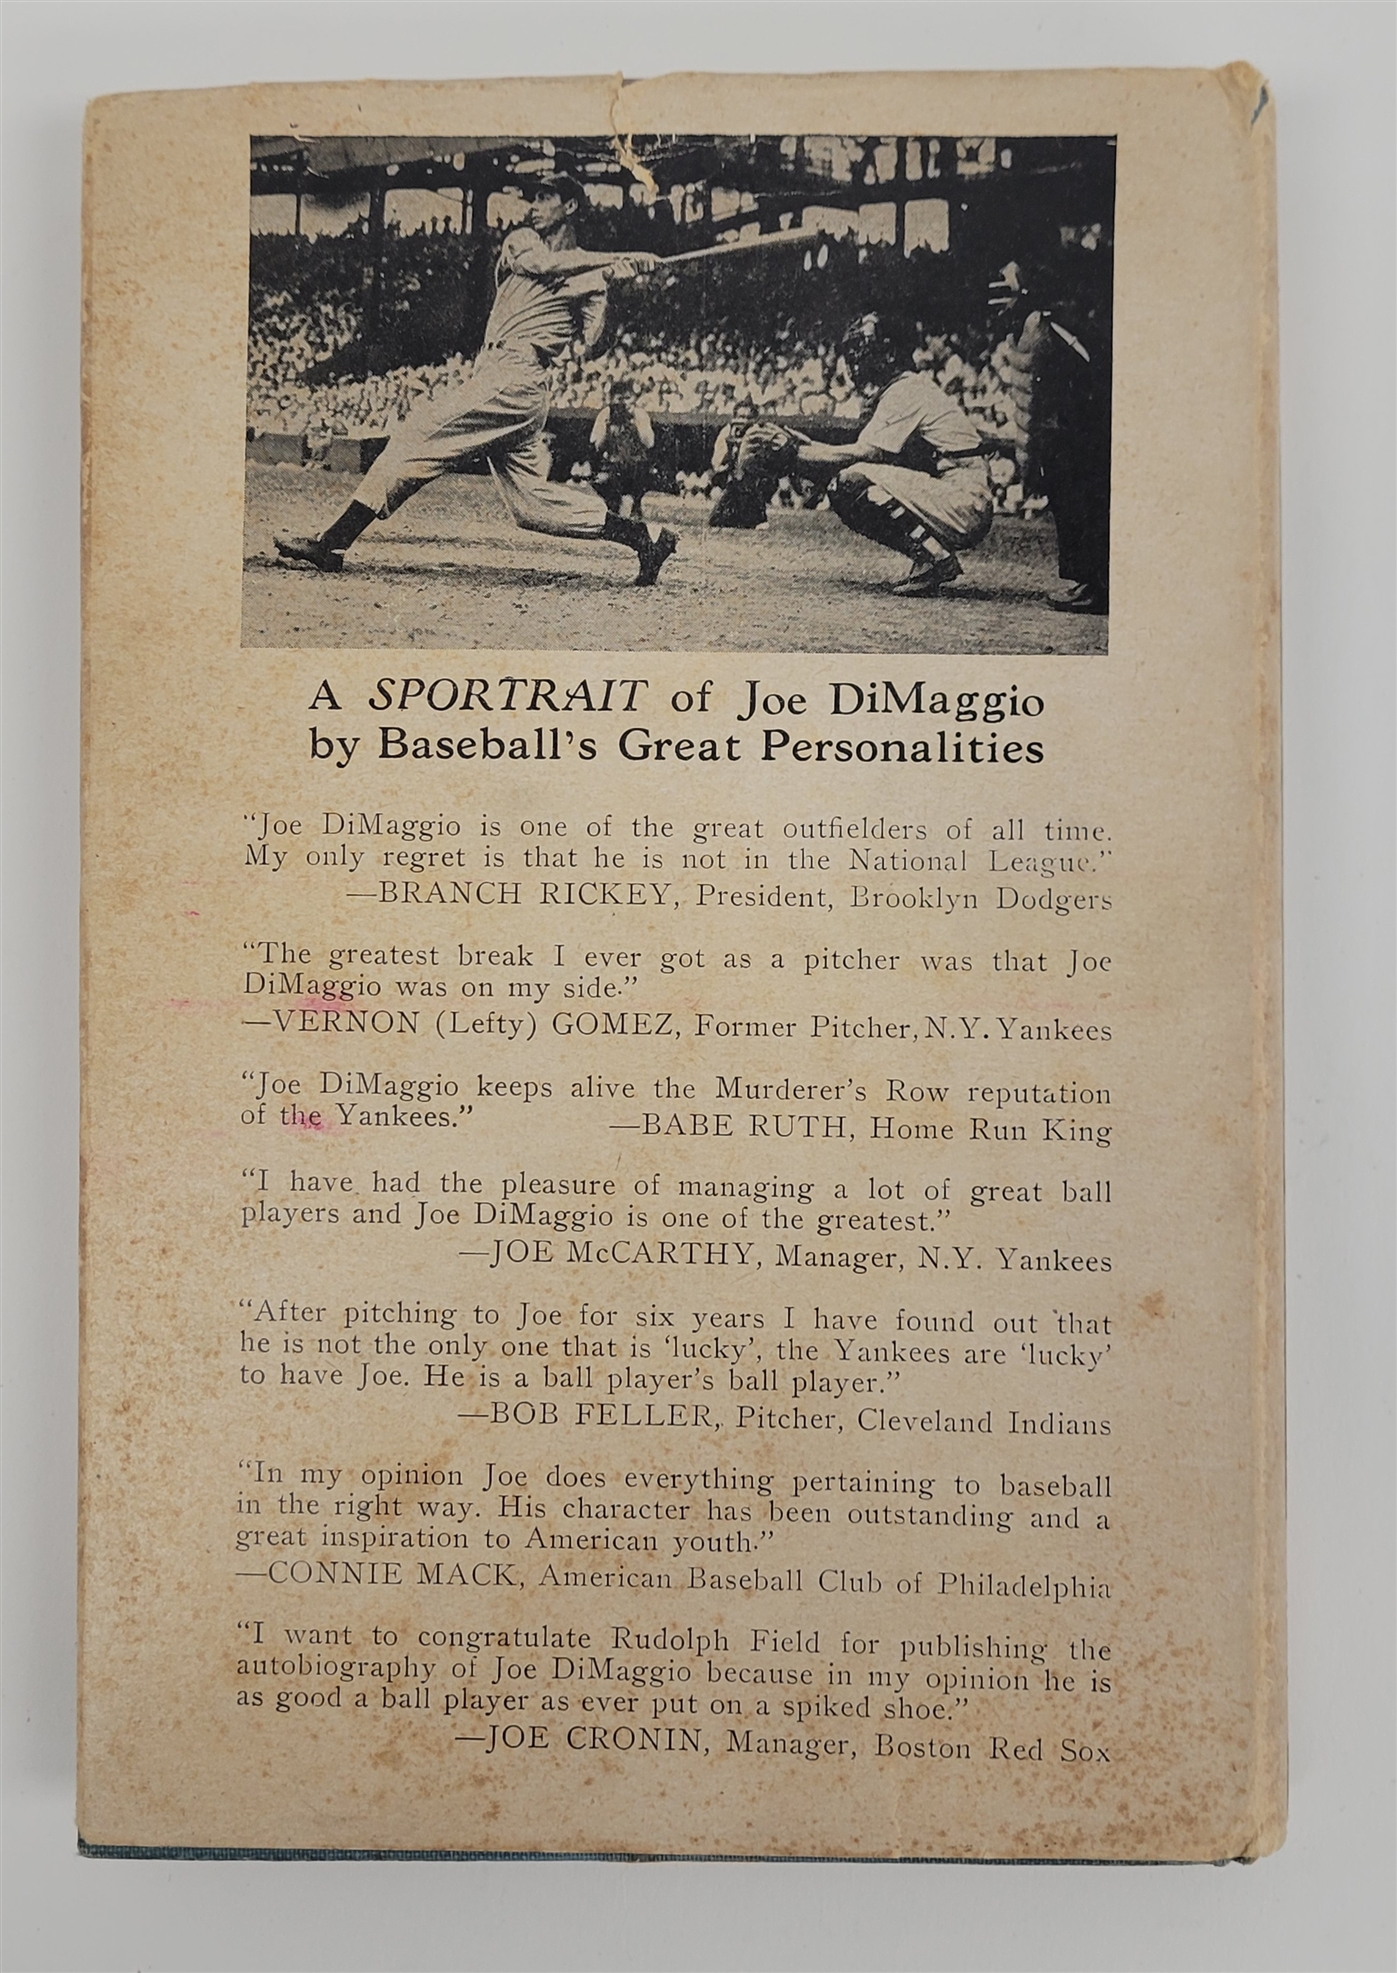 A SPORTRAIT of Joe DiMaggio
by Baseball's Great Personalities
"Joe DiMaggio is one of the great outfielders of all time.
My only regret is that he is not in the National League."
—BRANCH RICKEY, President, Brooklyn Dodgers
"The greatest break I ever got as a pitcher was that Joe
DiMaggio was on my side."
—VERNON (Lefty) GOMEZ, Former Pitcher, N.Y. Yankees
"Joe DiMaggio keeps alive the Murderer's Row reputation
of the Yankees." —BABE RUTH, Home Run King
"I have had the pleasure of managing a lot of great ball
players and Joe DiMaggio is one of the greatest."
—JOE McCARTHY, Manager, N.Y. Yankees
"After pitching to Joe for six years I have found out that
he is not the only one that is 'lucky', the Yankees are 'lucky'
to have Joe. He is a ball player's ball player."
—BOB FELLER, Pitcher, Cleveland Indians
"In my opinion Joe does everything pertaining to baseball
in the right way. His character has been outstanding and a
great inspiration to American youth."
—CONNIE MACK, American Baseball Club of Philadelphia
"I want to congratulate Rudolph Field for publishing the
autobiography of Joe DiMaggio because in my opinion he is
as good a ball player as ever put on a spiked shoe."
—JOE CRONIN, Manager, Boston Red Sox